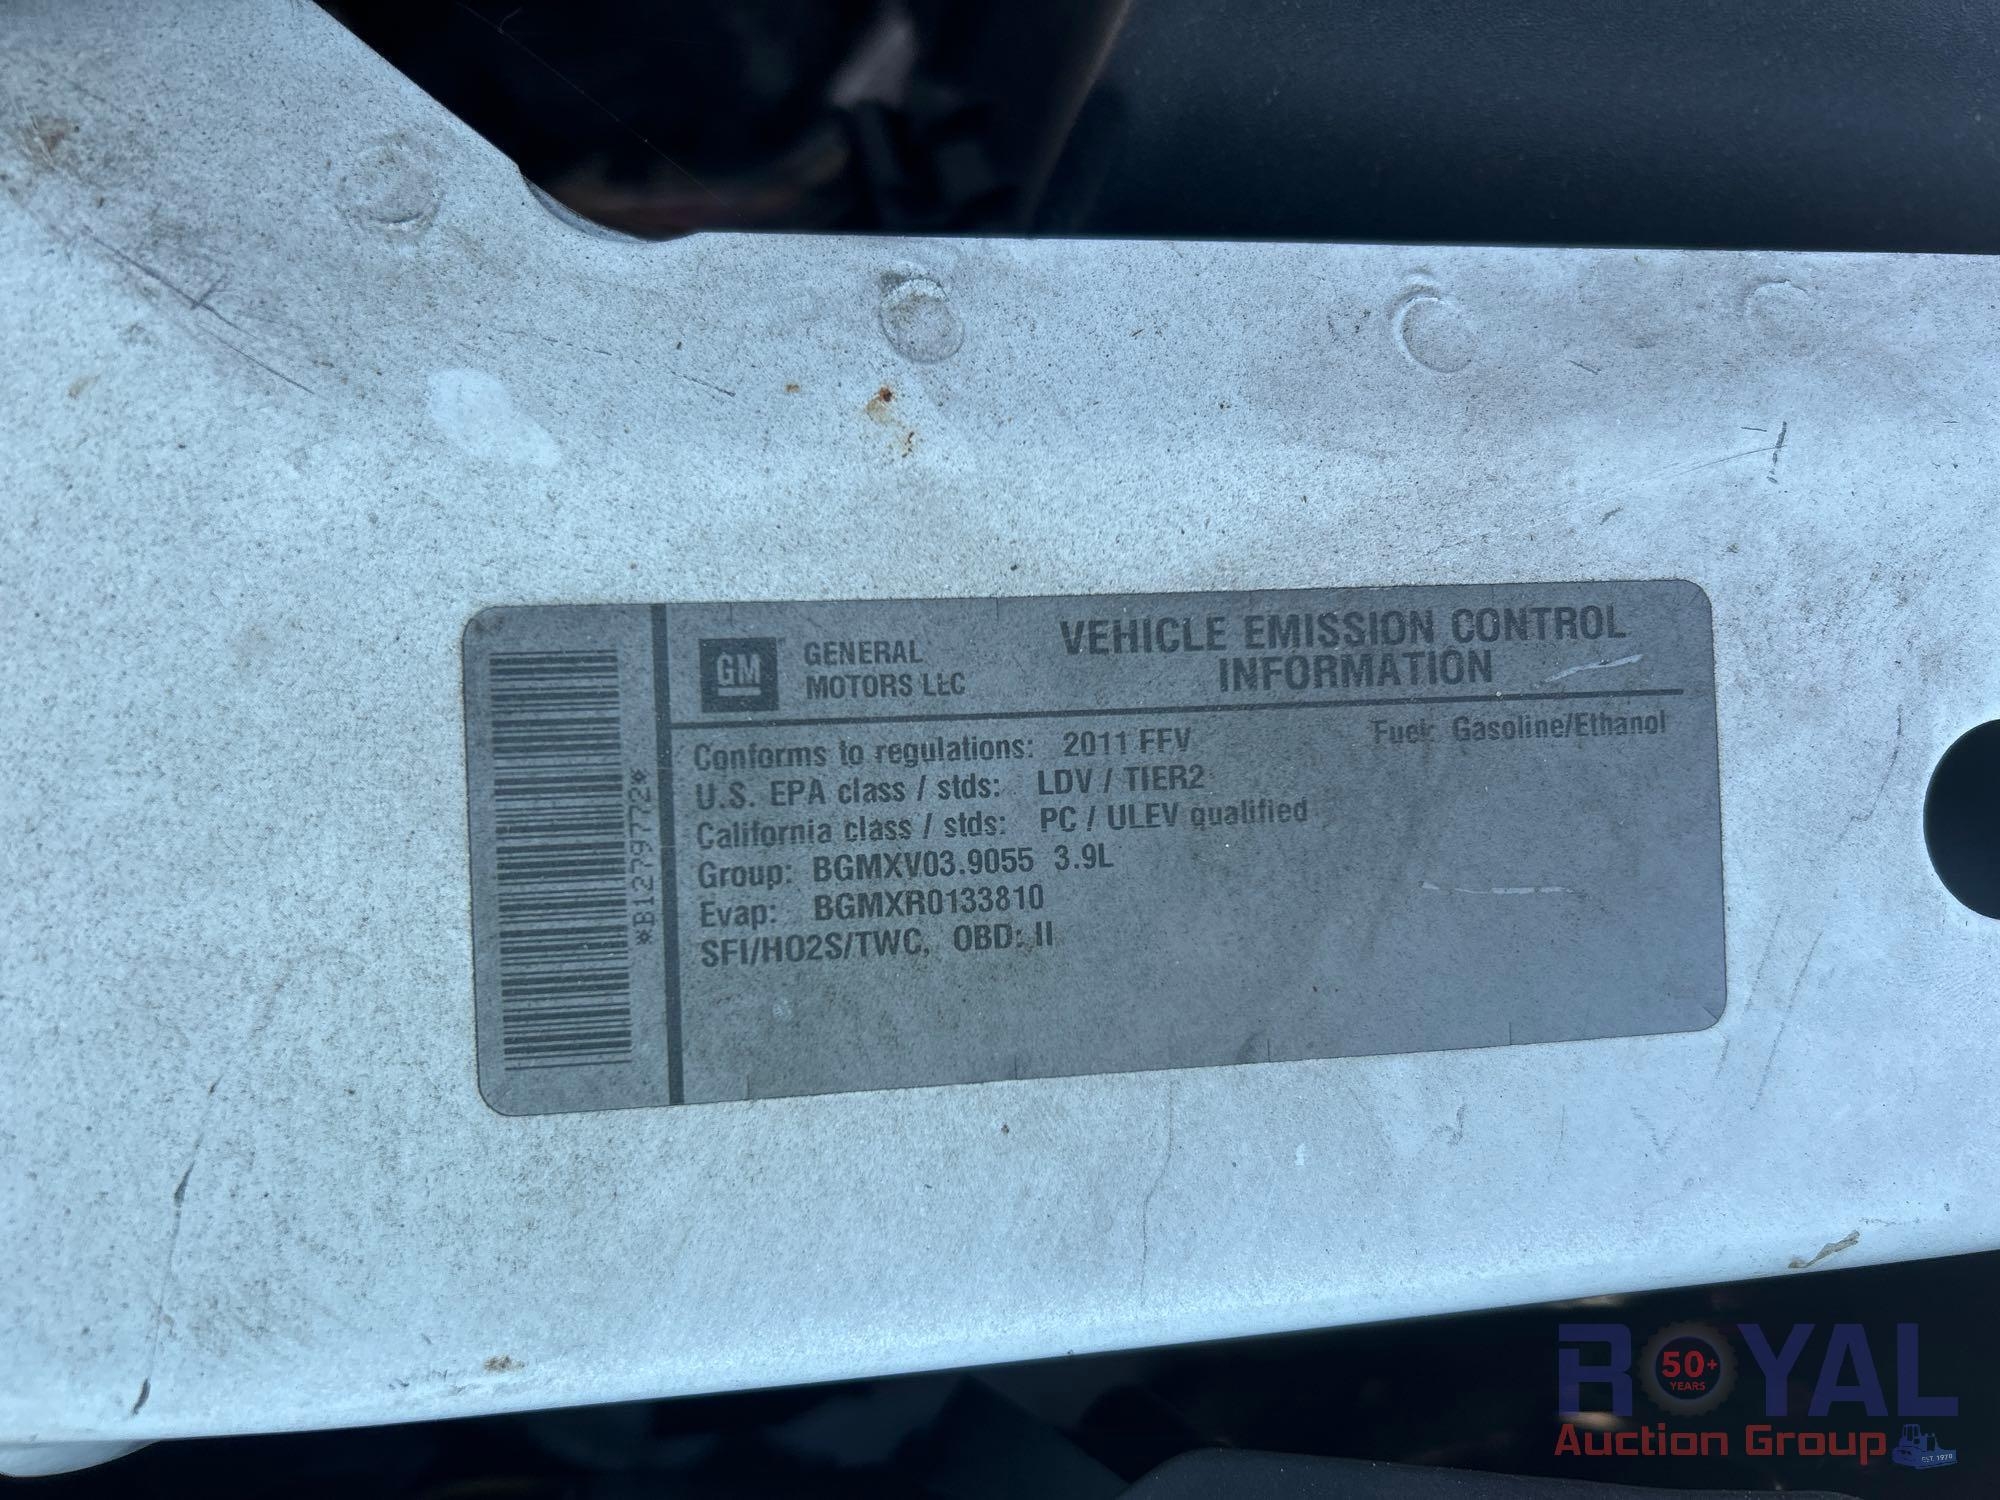 GM
GENERAL
MOTORS LLC
VEHICLE EMISSION CONTROL
INFORMATION
Conforms to regulations: 2011 FFV
Fuel: Gasoline/Ethanol
U.S. EPA class / stds: LDV / TIER2
California class / stds: PC / ULEV qualified
Group: BGMXV03.9055 3.9L
Evap: BGMXR0133810
SFI/HO2S/TWC, OBD: II
*B12797772*
ROYAL
50+
YEARS
Auction Group
EST. 1970